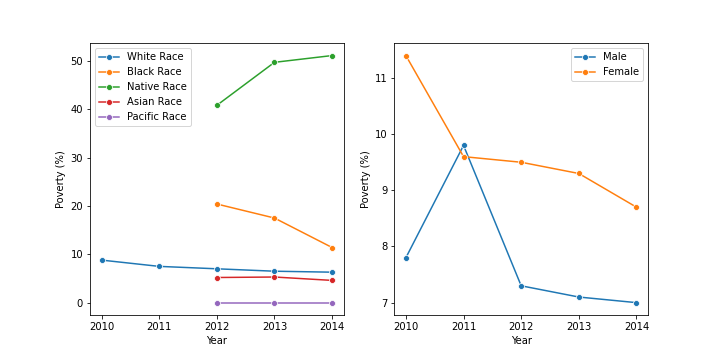 White Race
Black Race
Native Race
Asian Race
Pacific Race
50
40
30
20
10
0
Poverty (%)
2010 2011 2012 2013 2014
Year
Male
Female
11
10
9
8
7
Poverty (%)
2010 2011 2012 2013 2014
Year